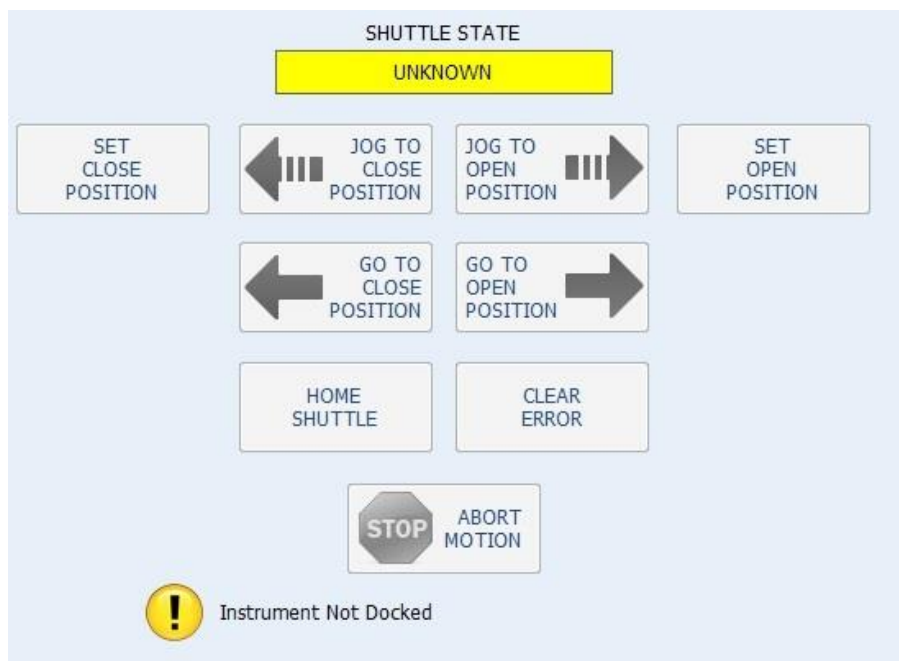 SHUTTLE STATE
UNKNOWN
SET
CLOSE
POSITION
JOG TO
CLOSE
POSITION
JOG TO
OPEN
POSITION
SET
OPEN
POSITION
GO TO
CLOSE
POSITION
GO TO
OPEN
POSITION
HOME
SHUTTLE
CLEAR
ERROR
STOP
ABORT
MOTION
!
Instrument Not Docked